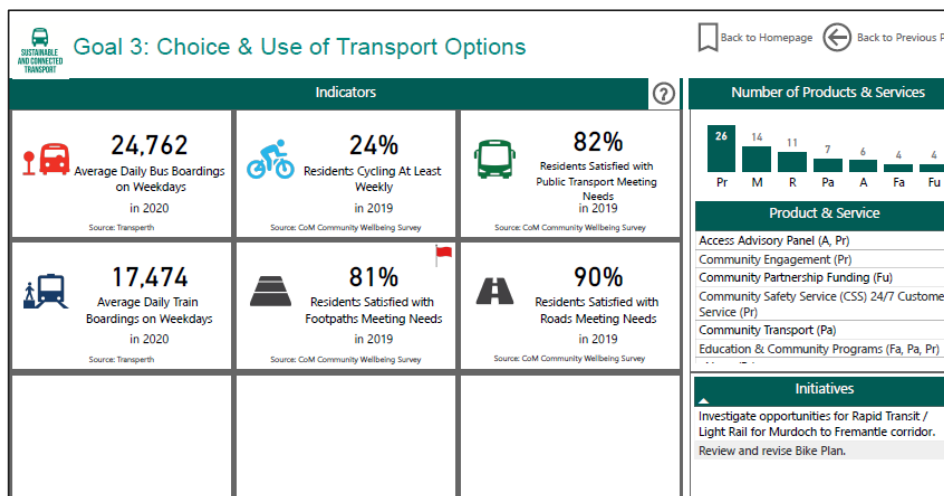 SUSTAINABLE
AND CONNECTED
TRANSPORT
Goal 3: Choice & Use of Transport Options
Back to Homepage
Back to Previous P
Indicators
?
24,762
Average Daily Bus Boardings
on Weekdays
in 2020
Source: Transperth
24%
Residents Cycling At Least
Weekly
in 2019
Source: CoM Community Wellbeing Survey
82%
Residents Satisfied with
Public Transport Meeting
Needs
in 2019
Source: CoM Community Wellbeing Survey
17,474
Average Daily Train
Boardings on Weekdays
in 2020
Source: Transperth
81%
Residents Satisfied with
Footpaths Meeting Needs
in 2019
Source: CoM Community Wellbeing Survey
90%
Residents Satisfied with
Roads Meeting Needs
in 2019
Source: CoM Community Wellbeing Survey
Number of Products & Services
26 14 11 7 6 4 4
Pr M R Pa A Fa Fu
Product & Service
Access Advisory Panel (A, Pr)
Community Engagement (Pr)
Community Partnership Funding (Fu)
Community Safety Service (CSS) 24/7 Custome
Service (Pr)
Community Transport (Pa)
Education & Community Programs (Fa, Pa, Pr)
Initiatives
Investigate opportunities for Rapid Transit /
Light Rail for Murdoch to Fremantle corridor.
Review and revise Bike Plan.